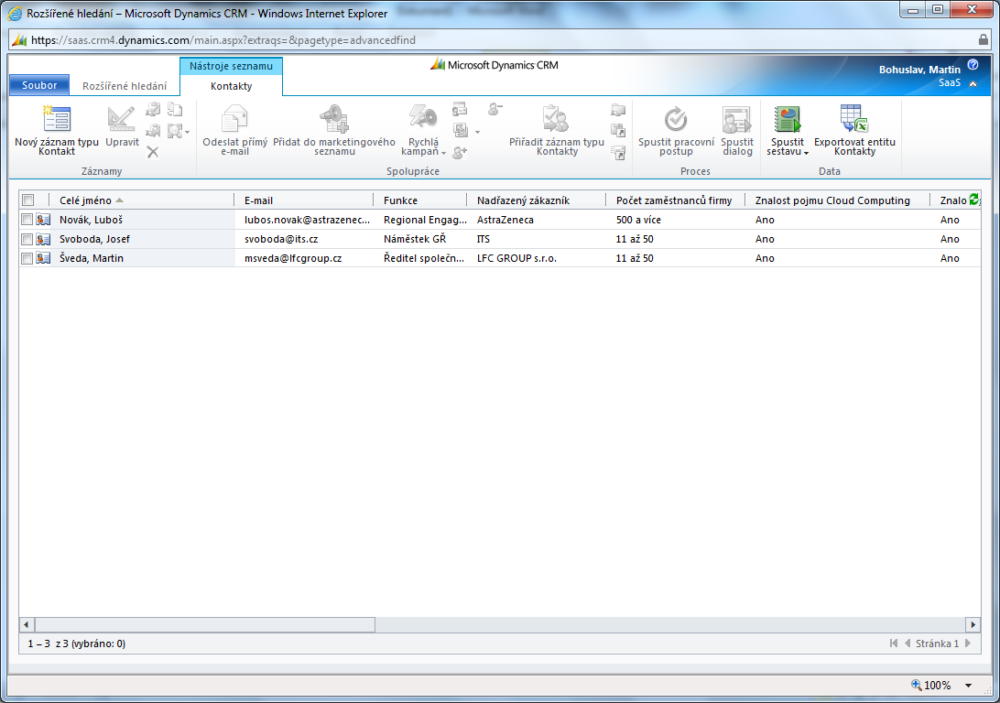 Rozšířené hledání – Microsoft Dynamics CRM - Windows Internet Explorer
https://saas.crm4.dynamics.com/main.aspx?extraqs=&pagetype=advancedfind
Microsoft Dynamics CRM
Bohuslav, Martin
SaaS
Nástroje seznamu
Soubor Rozšířené hledání Kontakty
Nový záznam typu Kontakt
Upravit
Odeslat přímý e-mail
Přidat do marketingového seznamu
Rychlá kampaň
Přiřadit záznam typu Kontakty
Spustit pracovní postup
Spustit dialog
Spustit sestavu
Exportovat entitu Kontakty
Záznamy Spolupráce Proces Data
Celé jméno E-mail Funkce Nadřazený zákazník Počet zaměstnanců firmy Znalost pojmu Cloud Computing Znalo
Novák, Luboš lubos.novak@astrazenec... Regional Engag... AstraZeneca 500 a více Ano Ano
Svoboda, Josef svoboda@its.cz Náměstek GŘ ITS 11 až 50 Ano Ano
Šveda, Martin msveda@lfcgroup.cz Ředitel společn... LFC GROUP s.r.o. 11 až 50 Ano Ano
1 – 3 z 3 (vybráno: 0) Stránka 1
100%